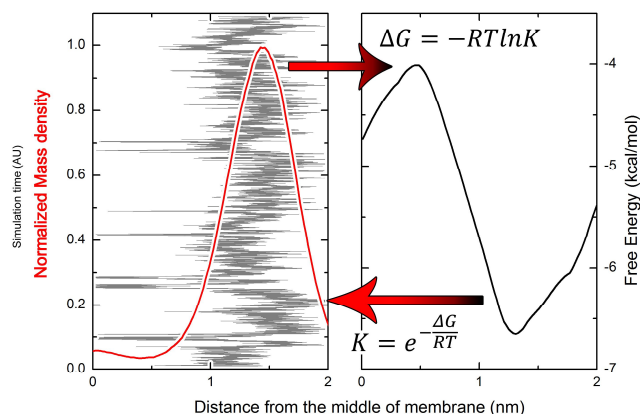 ΔG = −RTlnK
1.0
0.8
0.6
0.4
0.2
0.0
Simulation time (AU)
Normalized Mass density
-4
-5
-6
-7
Free Energy (kcal/mol)
K = e^{-\frac{ΔG}{RT}}
0 1 2 0 1 2
Distance from the middle of membrane (nm)